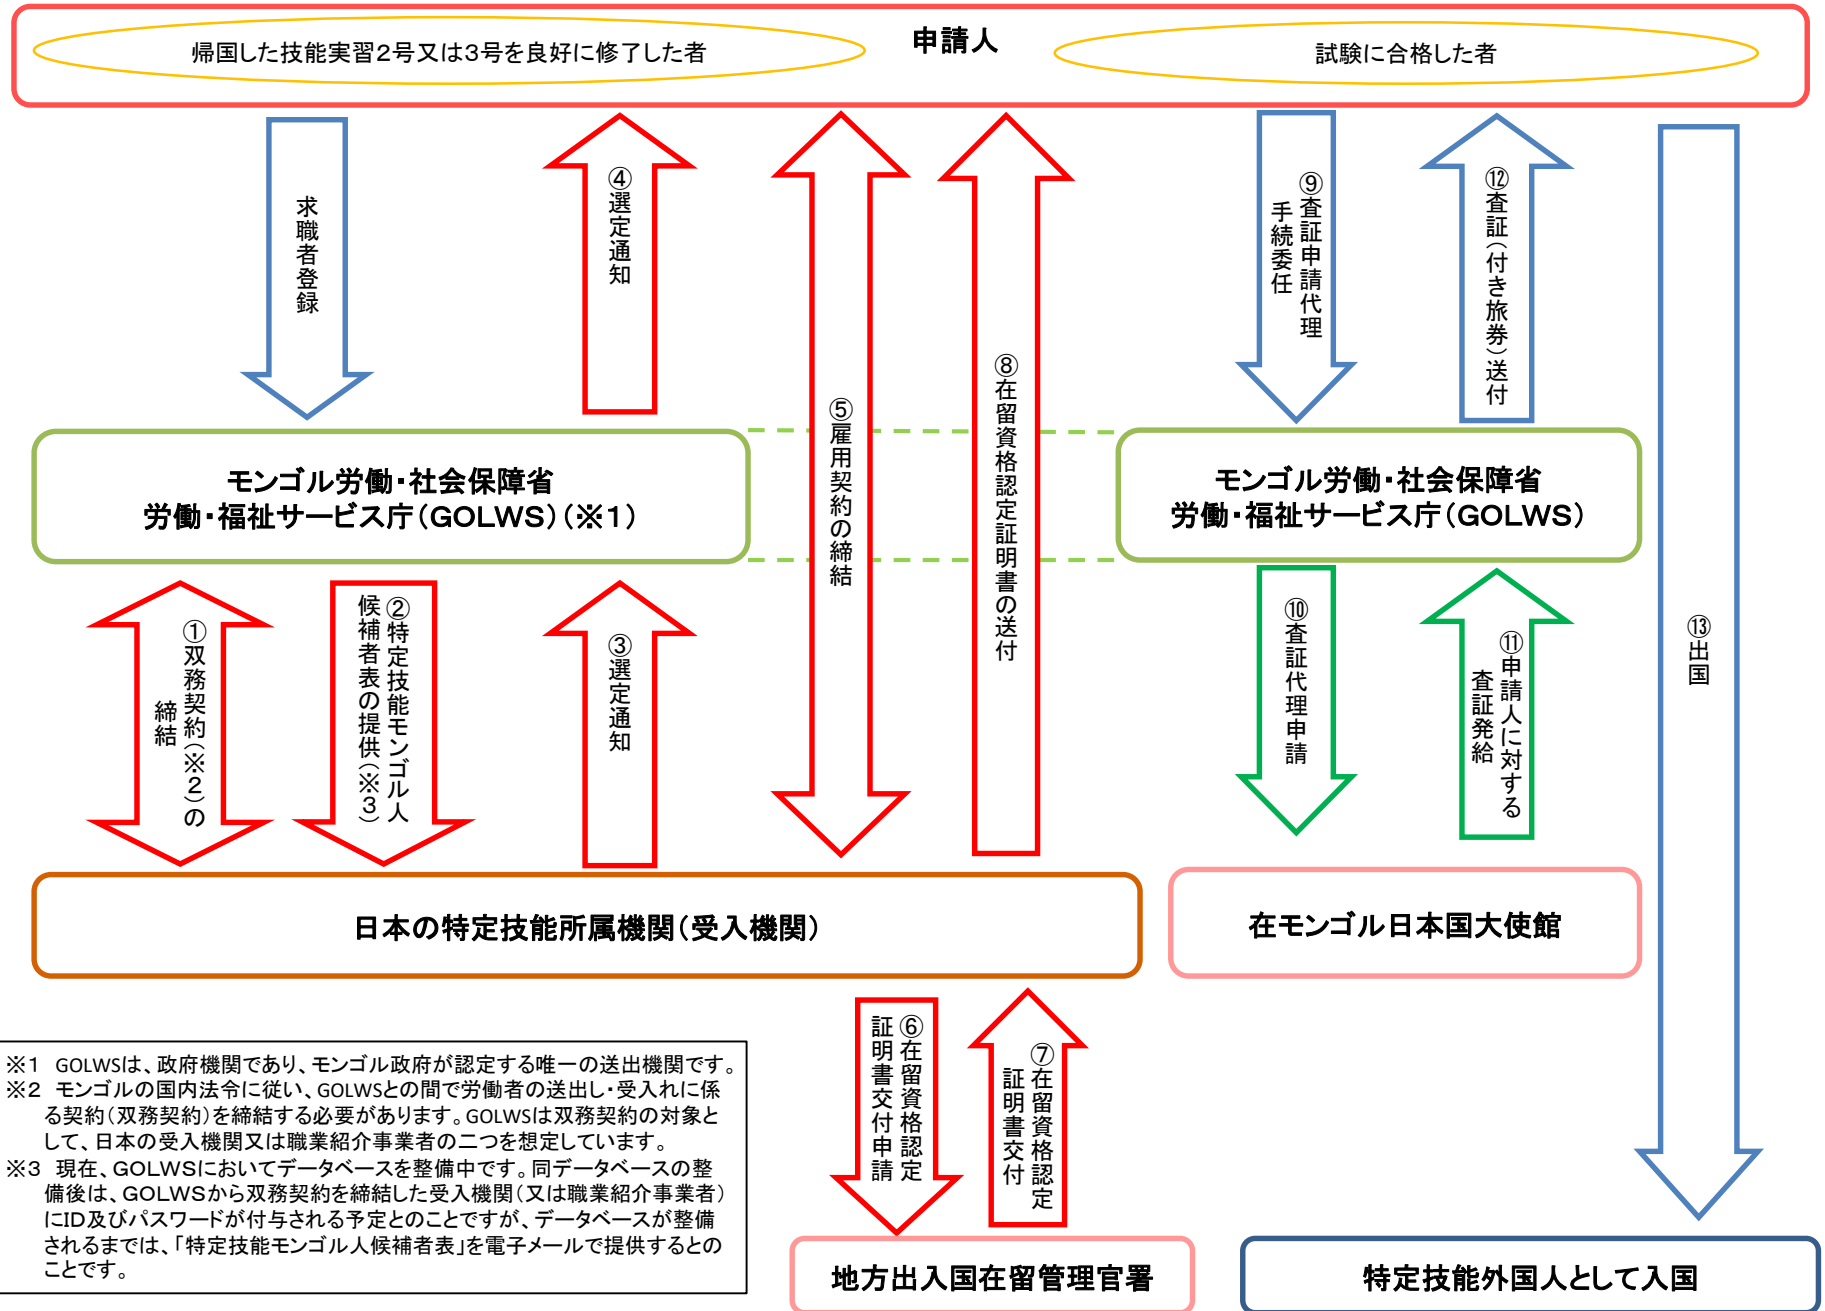 申請人
帰国した技能実習2号又は3号を良好に修了した者
試験に合格した者
求職者登録
④選定通知
⑤雇用契約の締結
⑧在留資格認定証明書の送付
⑨査証申請代理
手続委任
⑫査証(付き旅券)送付
⑬出国
モンゴル労働・社会保障省
労働・福祉サービス庁(GOLWS)(※1)
モンゴル労働・社会保障省
労働・福祉サービス庁(GOLWS)
①双務契約(※2)の
締結
②特定技能モンゴル人
候補者表の提供(※3)
③選定通知
⑩査証代理申請
⑪申請人に対する
査証発給
日本の特定技能所属機関(受入機関)
在モンゴル日本国大使館
⑥在留資格認定
証明書交付申請
⑦在留資格認定
証明書交付
※1 GOLWSは、政府機関であり、モンゴル政府が認定する唯一の送出機関です。
※2 モンゴルの国内法令に従い、GOLWSとの間で労働者の送出し・受入れに係
る契約(双務契約)を締結する必要があります。GOLWSは双務契約の対象と
して、日本の受入機関又は職業紹介事業者の二つを想定しています。
※3 現在、GOLWSにおいてデータベースを整備中です。同データベースの整
備後は、GOLWSから双務契約を締結した受入機関(又は職業紹介事業者)
にID及びパスワードが付与される予定とのことですが、データベースが整備
されるまでは、「特定技能モンゴル人候補者表」を電子メールで提供するとの
ことです。
地方出入国在留管理官署
特定技能外国人として入国